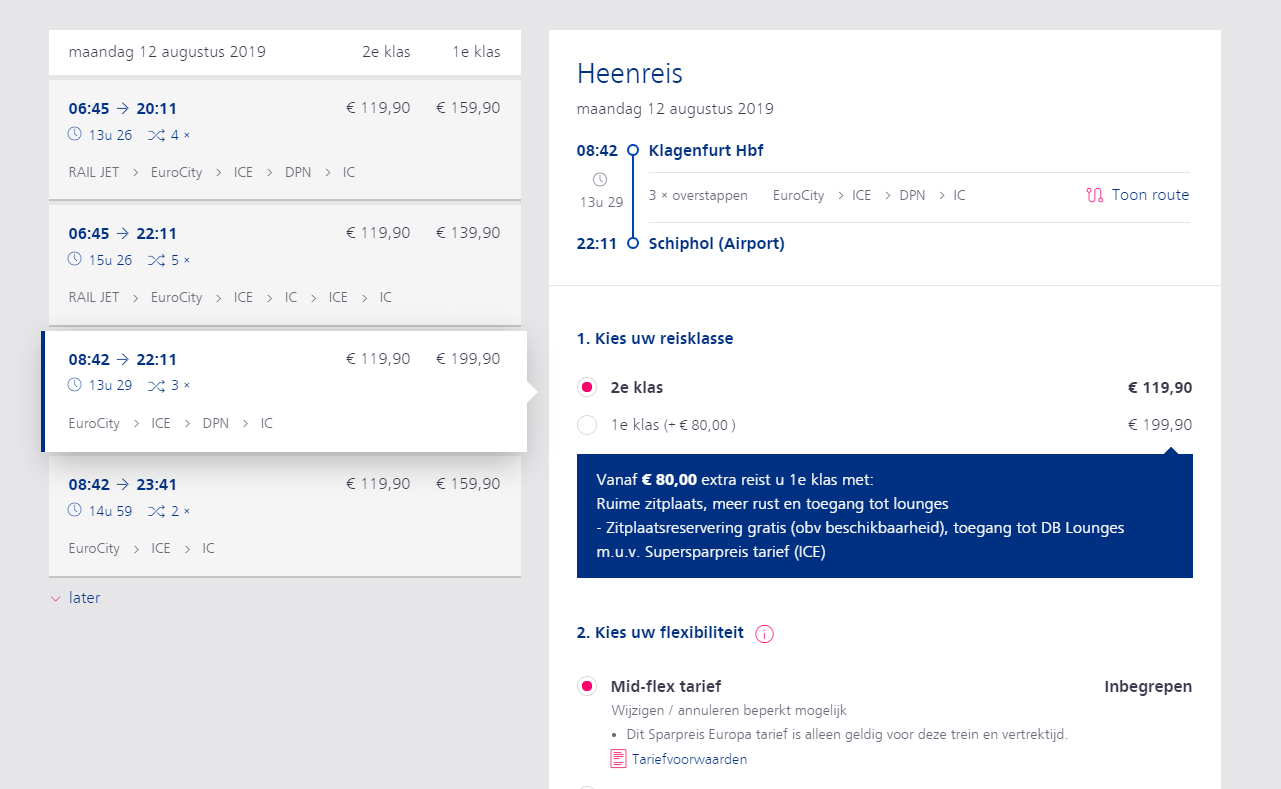 maandag 12 augustus 2019 2e klas 1e klas
06:45 → 20:11 € 119,90 € 159,90
13u 26 4 ×
RAIL JET > EuroCity > ICE > DPN > IC
06:45 → 22:11 € 119,90 € 139,90
15u 26 5 ×
RAIL JET > EuroCity > ICE > IC > ICE > IC
08:42 → 22:11 € 119,90 € 199,90
13u 29 3 ×
EuroCity > ICE > DPN > IC
08:42 → 23:41 € 119,90 € 159,90
14u 59 2 ×
EuroCity > ICE > IC
later
Heenreis
maandag 12 augustus 2019
08:42 Klagenfurt Hbf
13u 29
3 × overstappen EuroCity > ICE > DPN > IC Toon route
22:11 Schiphol (Airport)
1. Kies uw reisklasse
2e klas € 119,90
1e klas (+ € 80,00 ) € 199,90
Vanaf € 80,00 extra reist u 1e klas met:
Ruime zitplaats, meer rust en toegang tot lounges
- Zitplaatsreservering gratis (obv beschikbaarheid), toegang tot DB Lounges
m.u.v. Supersparpreis tarief (ICE)
2. Kies uw flexibiliteit
Mid-flex tarief Inbegrepen
Wijzigen / annuleren beperkt mogelijk
• Dit Sparpreis Europa tarief is alleen geldig voor deze trein en vertrektijd.
Tariefvoorwaarden